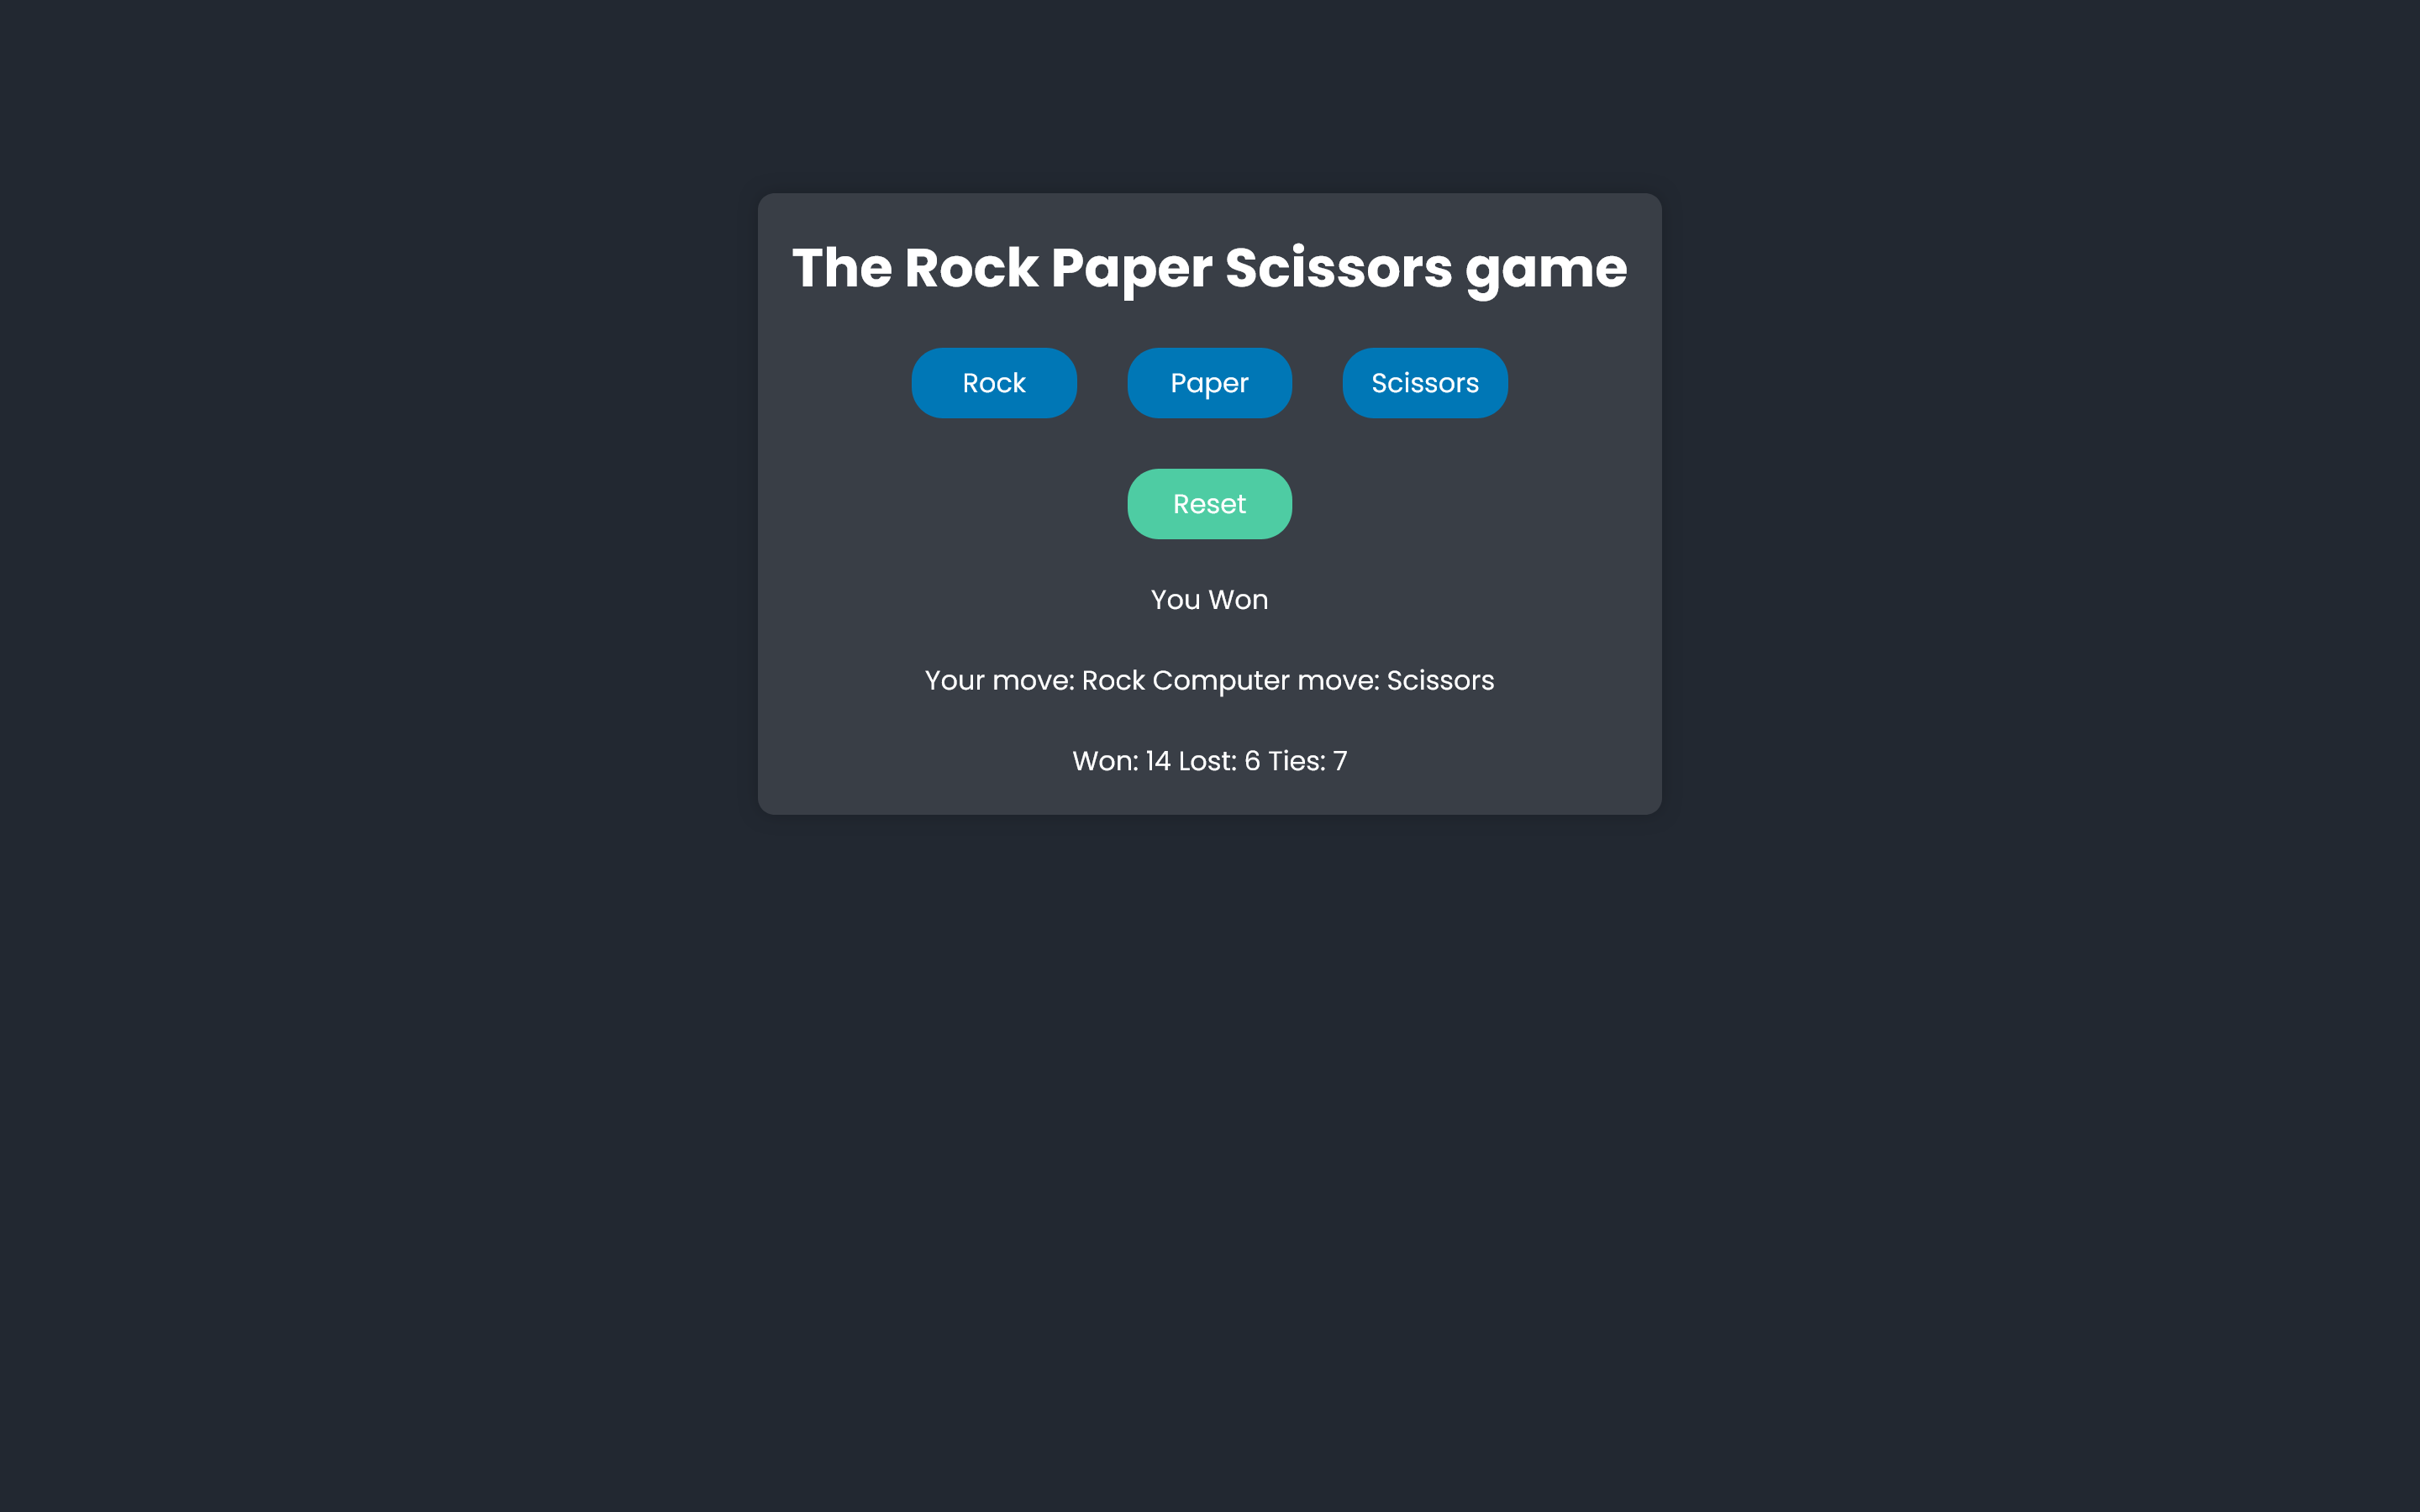 The Rock Paper Scissors game
Rock Paper Scissors
Reset
You Won
Your move: Rock Computer move: Scissors
Won: 14 Lost: 6 Ties: 7